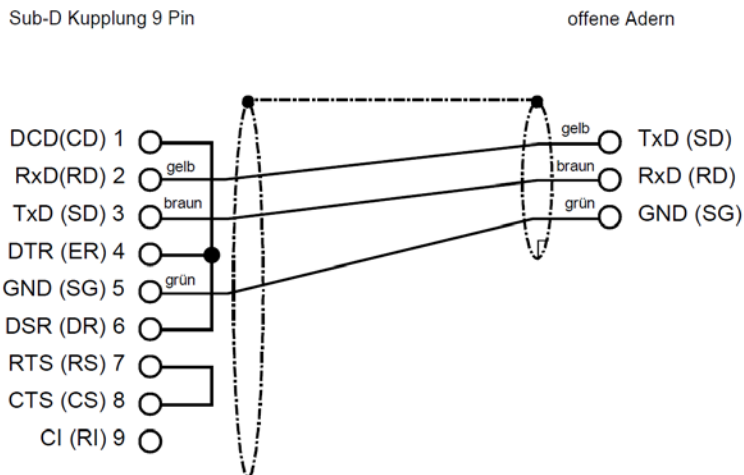 Sub-D Kupplung 9 Pin
offene Adern
DCD(CD) 1
gelb
TxD (SD)
RxD(RD) 2
gelb
braun
RxD (RD)
TxD (SD) 3
braun
grün
GND (SG)
DTR (ER) 4
GND (SG) 5
grün
DSR (DR) 6
RTS (RS) 7
CTS (CS) 8
CI (RI) 9